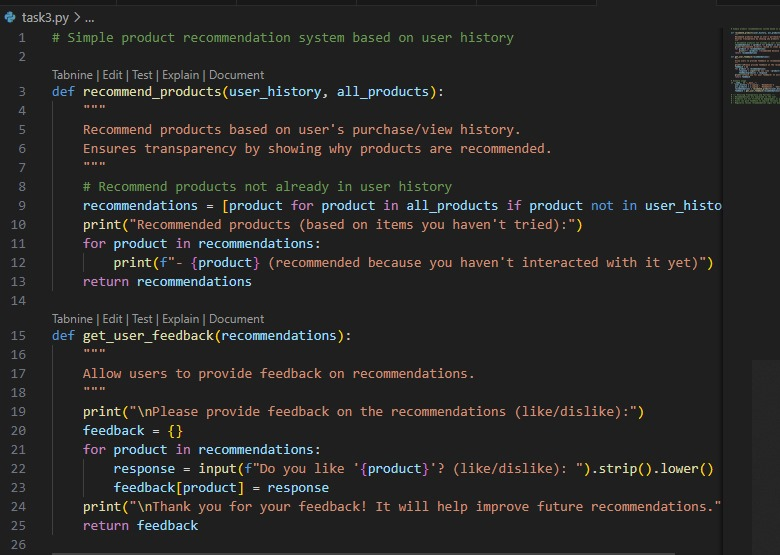 task3.py > ...
1 # Simple product recommendation system based on user history
2
Tabnine | Edit | Test | Explain | Document
3 def recommend_products(user_history, all_products):
4     """
5     Recommend products based on user's purchase/view history.
6     Ensures transparency by showing why products are recommended.
7     """
8     # Recommend products not already in user history
9     recommendations = [product for product in all_products if product not in user_histo
10     print("Recommended products (based on items you haven't tried):")
11     for product in recommendations:
12         print(f"- {product} (recommended because you haven't interacted with it yet)")
13     return recommendations
14
Tabnine | Edit | Test | Explain | Document
15 def get_user_feedback(recommendations):
16     """
17     Allow users to provide feedback on recommendations.
18     """
19     print("\nPlease provide feedback on the recommendations (like/dislike):")
20     feedback = {}
21     for product in recommendations:
22         response = input(f"Do you like '{product}'? (like/dislike): ").strip().lower()
23         feedback[product] = response
24     print("\nThank you for your feedback! It will help improve future recommendations."
25     return feedback
26